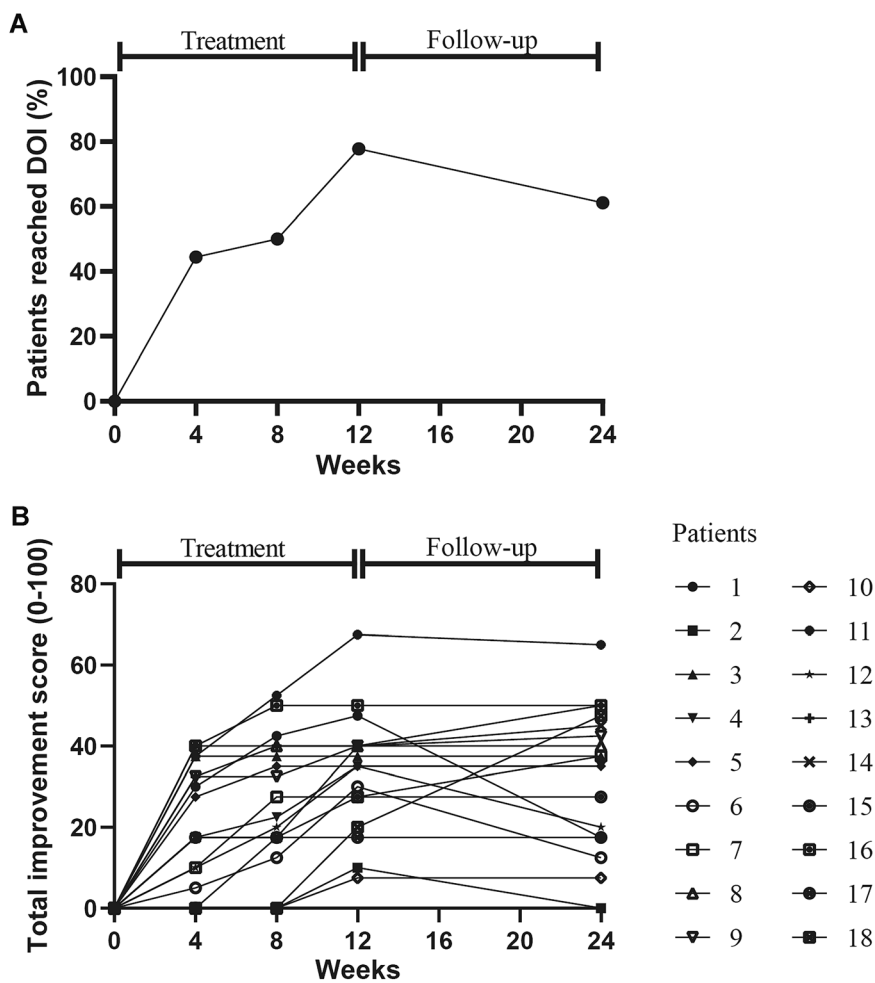 A
Treatment Follow-up
Patients reached DOI (%)
100
80
60
40
20
0
0 4 8 12 16 20 24
Weeks
B
Treatment Follow-up
Total improvement score (0-100)
80
60
40
20
0
0 4 8 12 16 20 24
Weeks
Patients
1 10
2 11
3 12
4 13
5 14
6 15
7 16
8 17
9 18